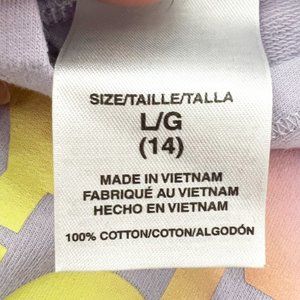 SIZE/TAILLE/TALLA
L/G
(14)
MADE IN VIETNAM
FABRIQUÉ AU VIETNAM
HECHO EN VIETNAM
100% COTTON/COTON/ALGODÓN